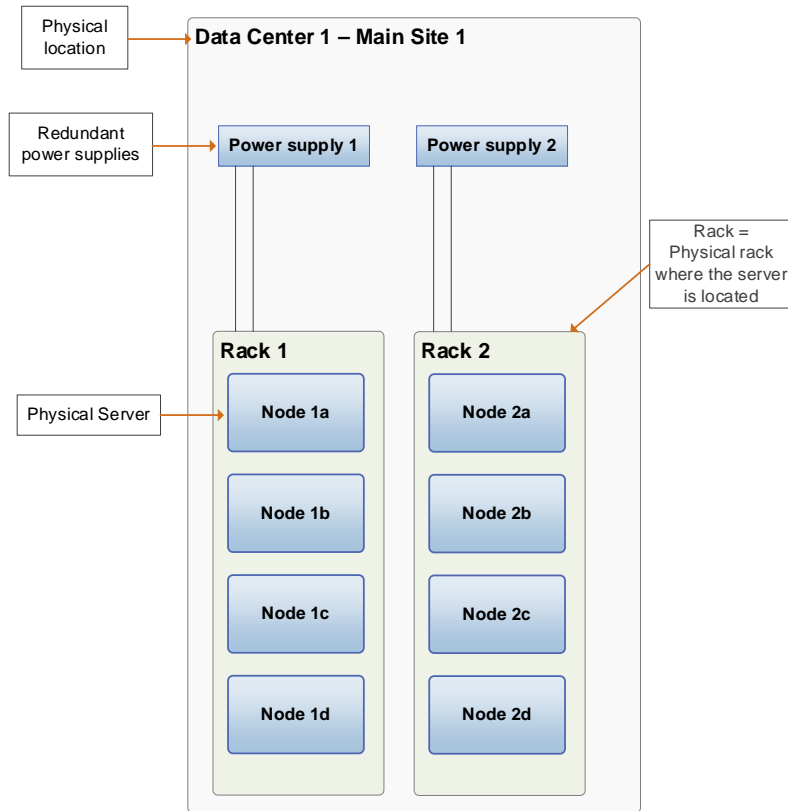 Physical
location
Data Center 1 – Main Site 1
Redundant
power supplies
Power supply 1
Power supply 2
Rack =
Physical rack
where the server
is located
Rack 1
Rack 2
Physical Server
Node 1a
Node 2a
Node 1b
Node 2b
Node 1c
Node 2c
Node 1d
Node 2d